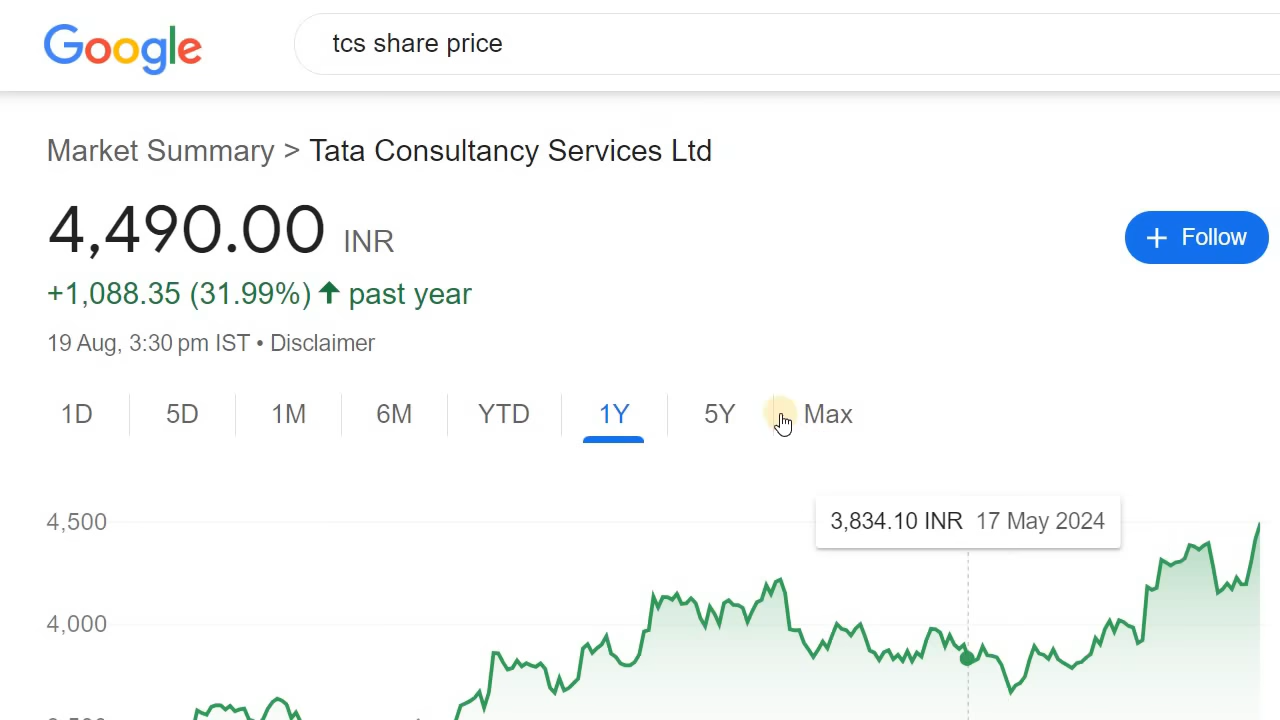 Google
tcs share price
Market Summary > Tata Consultancy Services Ltd
4,490.00 INR
+ Follow
+1,088.35 (31.99%) ↑ past year
19 Aug, 3:30 pm IST • Disclaimer
1D 5D 1M 6M YTD 1Y 5Y Max
3,834.10 INR 17 May 2024
4,500
4,000